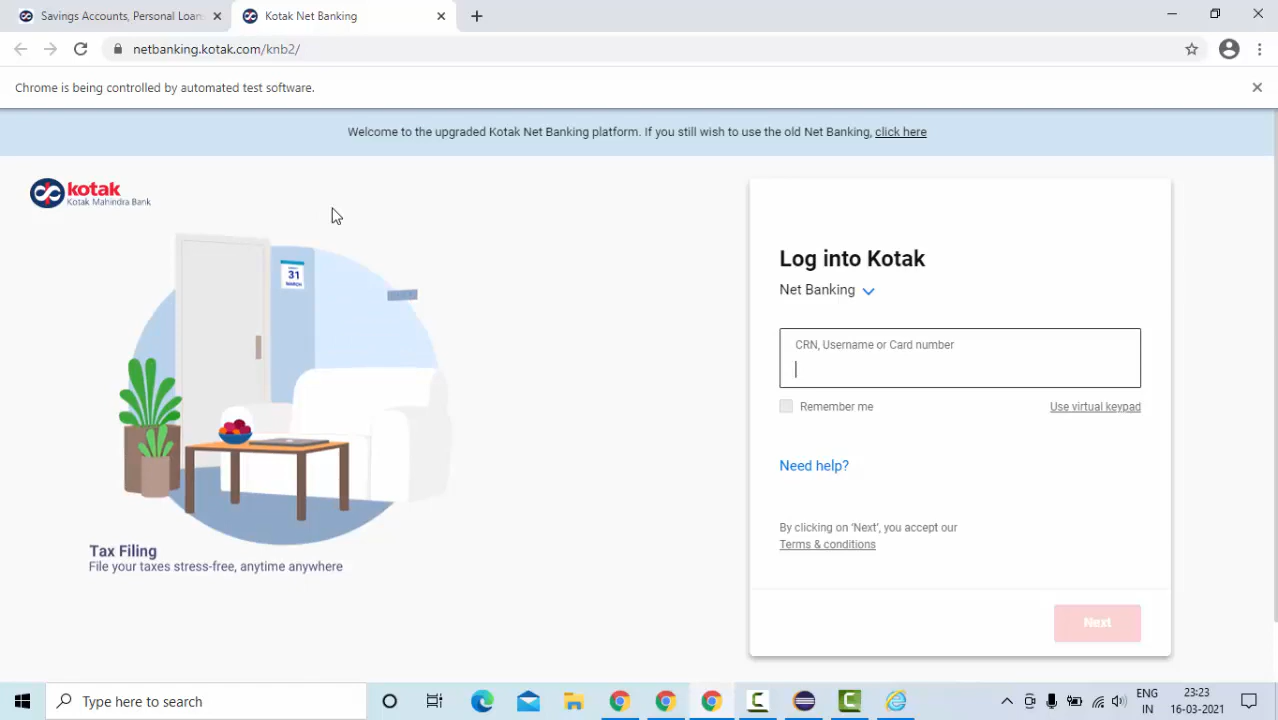 Savings Accounts, Personal Loan
Kotak Net Banking
netbanking.kotak.com/knb2/
Chrome is being controlled by automated test software.
Welcome to the upgraded Kotak Net Banking platform. If you still wish to use the old Net Banking, click here
kotak
Kotak Mahindra Bank
31
MARCH
Tax Filing
File your taxes stress-free, anytime anywhere
Log into Kotak
Net Banking
CRN, Username or Card number
Remember me
Use virtual keypad
Need help?
By clicking on 'Next', you accept our
Terms & conditions
Next
Type here to search
ENG
IN
23:23
16-03-2021